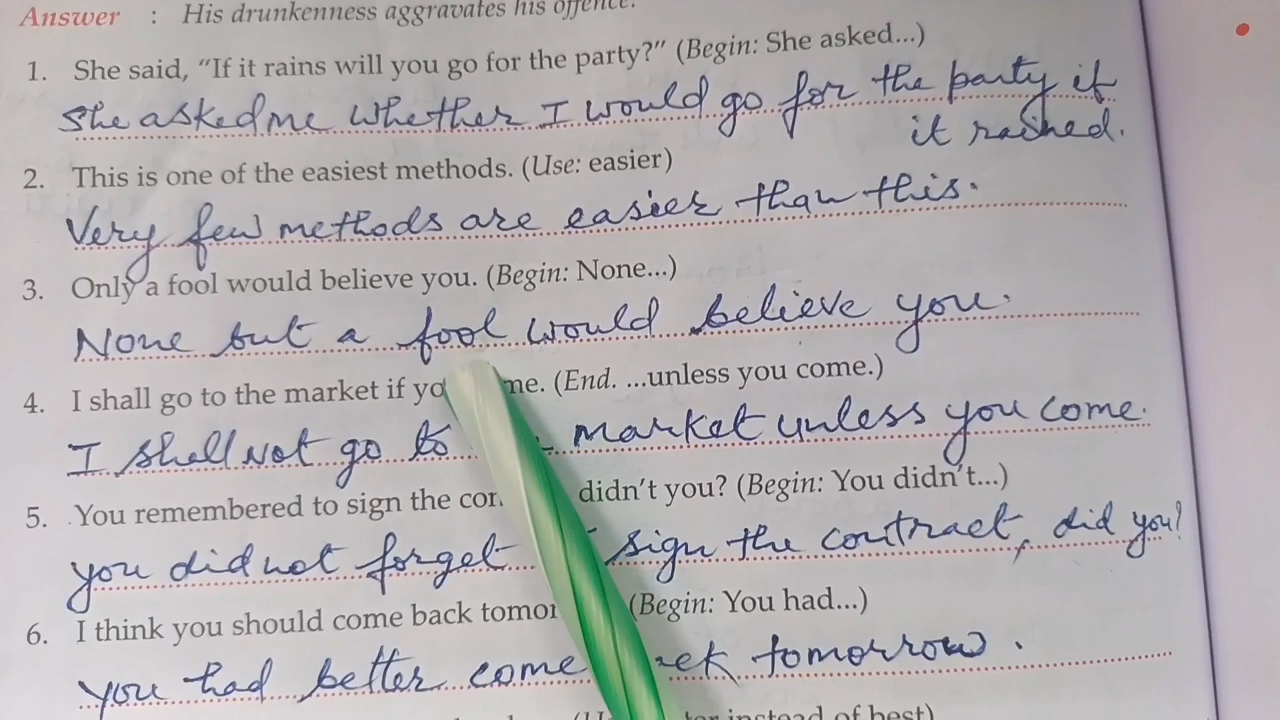 Answer : His drunkenness aggravates his offence.
1. She said, "If it rains will you go for the party?" (Begin: She asked...)
She asked me whether I would go for the party if
it rained.
2. This is one of the easiest methods. (Use: easier)
Very few methods are easier than this.
3. Only a fool would believe you. (Begin: None...)
None but a fool would believe you.
4. I shall go to the market if me. (End. ...unless you come.)
I shall not go to market unless you come.
5. You remembered to sign the didn't you? (Begin: You didn't...)
you did not forget sign the contract, did you?
6. I think you should come back (Begin: You had...)
you had better come tomorrow.
instead of best)